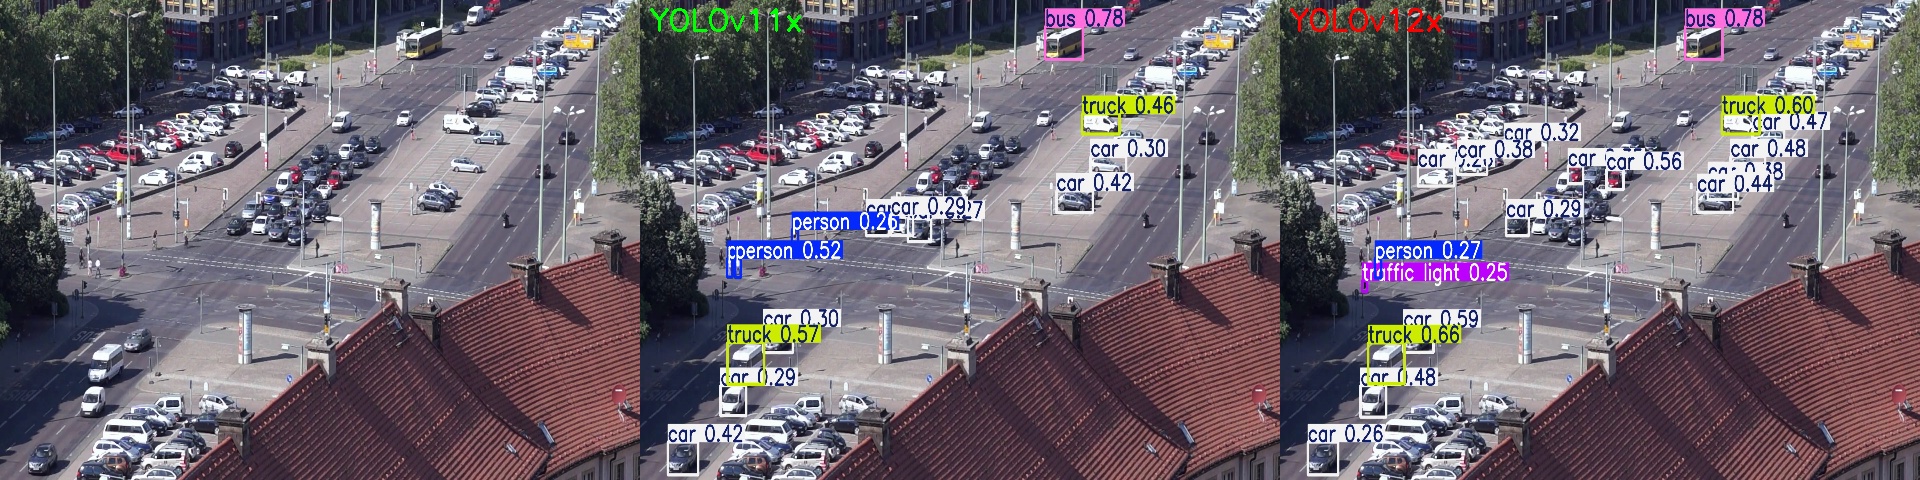 YOLOv11x
bus 0.78
truck 0.46
car 0.30
car 0.42
car 0.29
person 0.26
person 0.52
car 0.30
truck 0.57
car 0.29
car 0.42
YOLOv12x
bus 0.78
truck 0.60
car 0.47
car 0.32
car 0.38
car 0.48
car
car 0.56
car 0.44
car 0.29
person 0.27
traffic light 0.25
car 0.59
truck 0.66
car 0.48
car 0.26